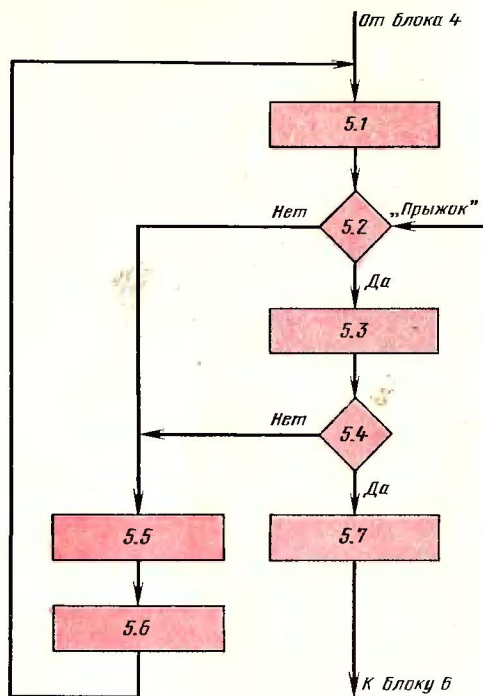 От блока 4
5.1
Нет
5.2
„Прыжок”
Да
5.3
Нет
5.4
Да
5.5
5.7
5.6
К блоку 6